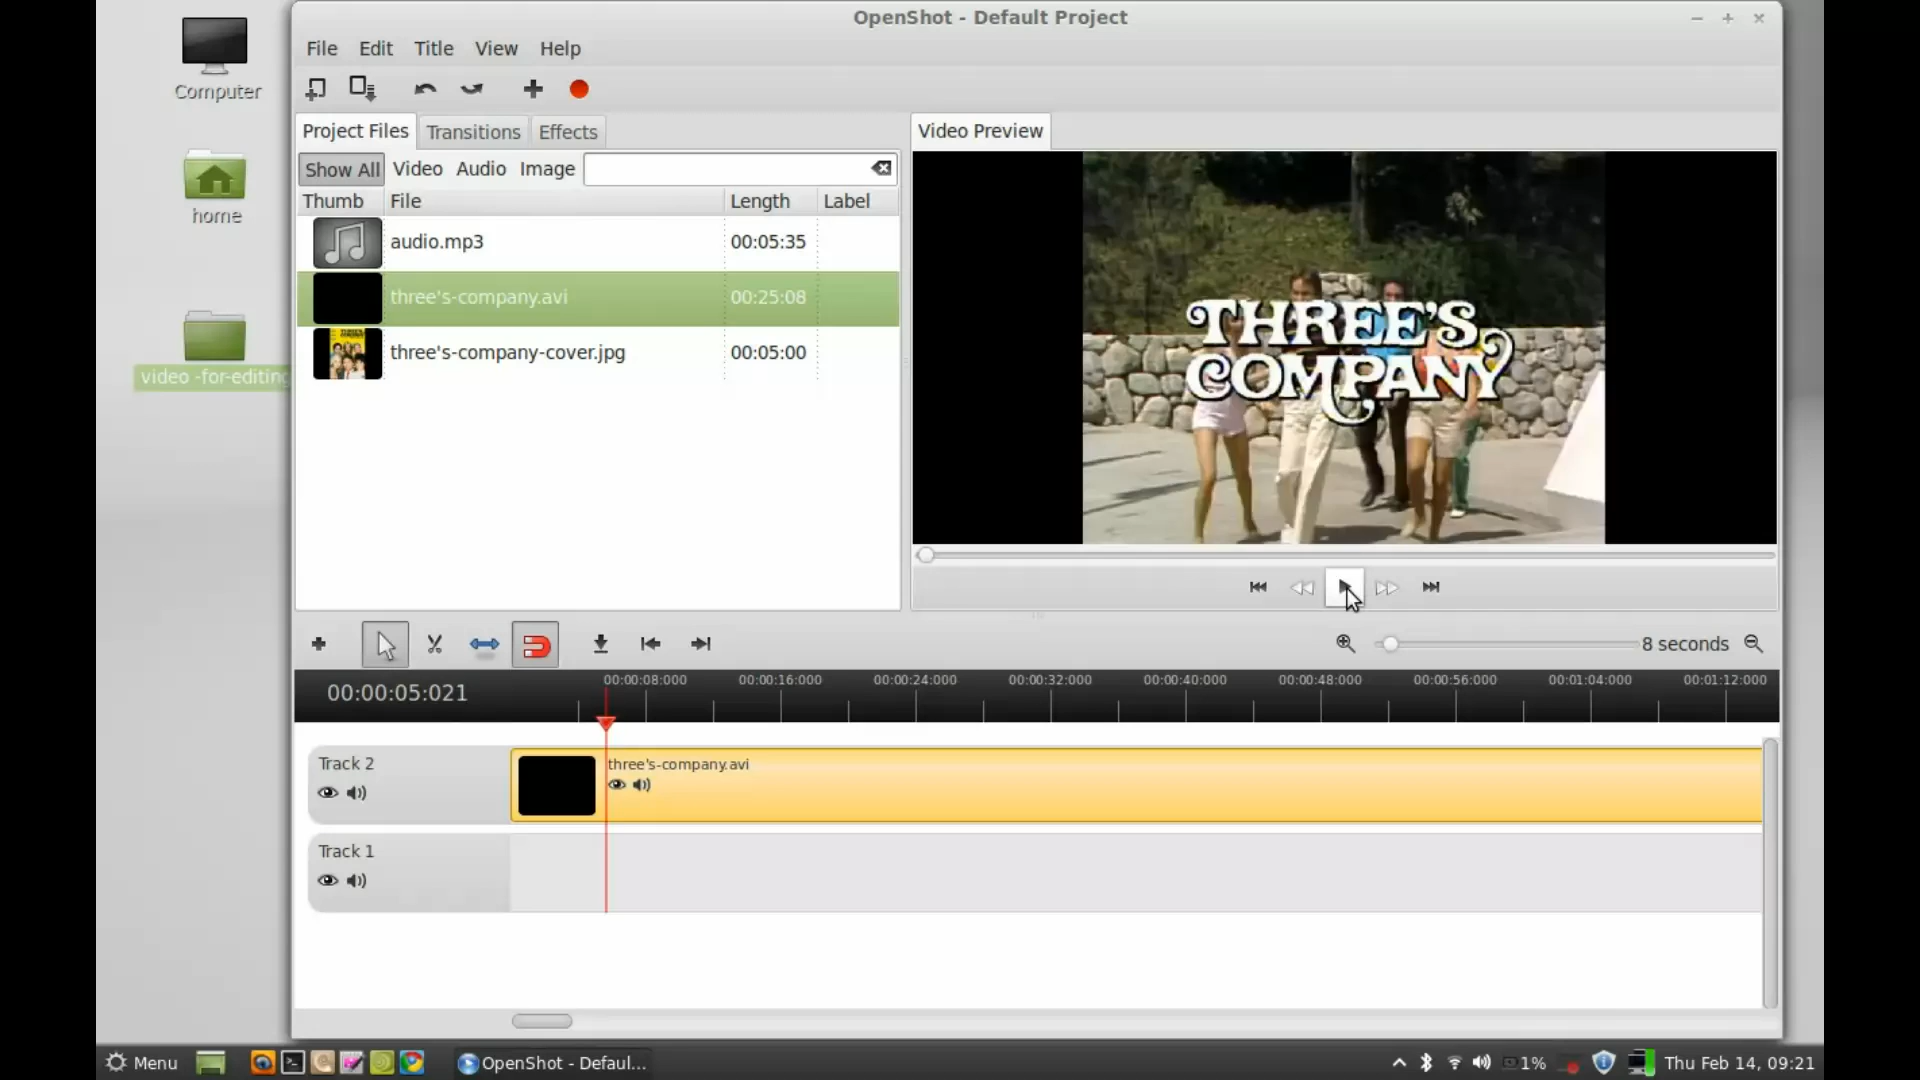 OpenShot - Default Project
Computer
File Edit Title View Help
Project Files Transitions Effects
Video Preview
Show All Video Audio Image
Thumb File Length Label
home
audio.mp3 00:05:35
three's-company.avi 00:25:08
three's-company-cover.jpg 00:05:00
THREE'S
COMPANY
video -for-editing
8 seconds
00:00:05:021
00:00:08:000 00:00:16:000 00:00:24:000 00:00:32:000 00:00:40:000 00:00:48:000 00:00:56:000 00:01:04:000 00:01:12:000
Track 2
three's-company.avi
Track 1
Menu
OpenShot - Defaul...
1%
Thu Feb 14, 09:21